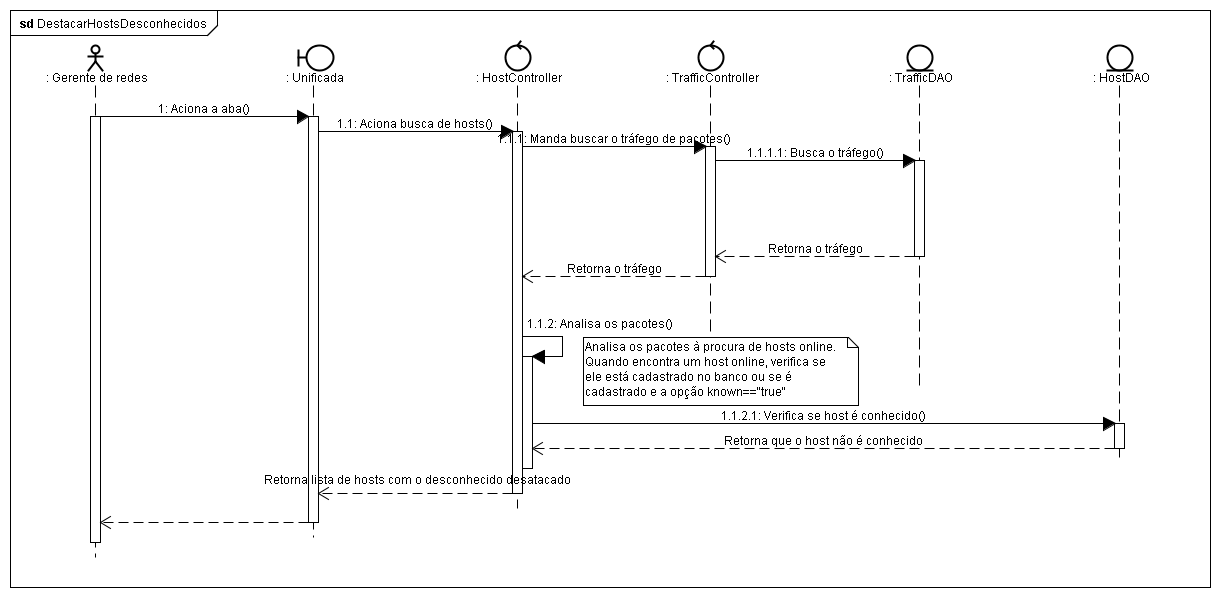 sd DestacarHostsDesconhecidos
: Gerente de redes
: Unificada
: HostController
: TrafficController
: TrafficDAO
: HostDAO
1: Aciona a aba()
1.1: Aciona busca de hosts()
1.1.1: Manda buscar o tráfego de pacotes()
1.1.1.1: Busca o tráfego()
Retorna o tráfego
Retorna o tráfego
1.1.2: Analisa os pacotes()
Analisa os pacotes à procura de hosts online.
Quando encontra um host online, verifica se
ele está cadastrado no banco ou se é
cadastrado e a opção known=="true"
1.1.2.1: Verifica se host é conhecido()
Retorna que o host não é conhecido
Retorna lista de hosts com o desconhecido desatacado